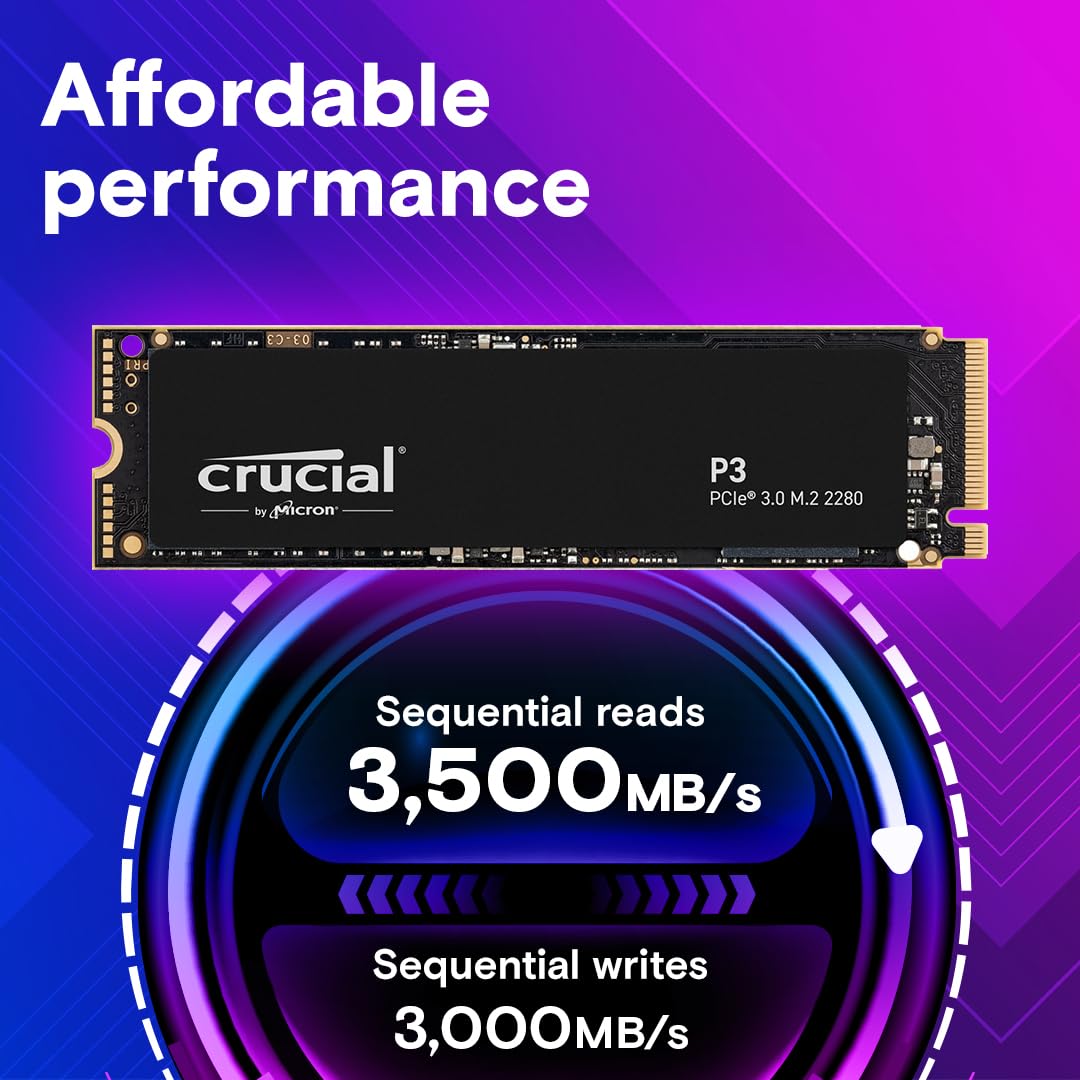 Affordable
performance
03-C3
PRI
crucial®
by Micron®
P3
PCIe® 3.0 M.2 2280
Sequential reads
3,500MB/s
Sequential writes
3,000MB/s